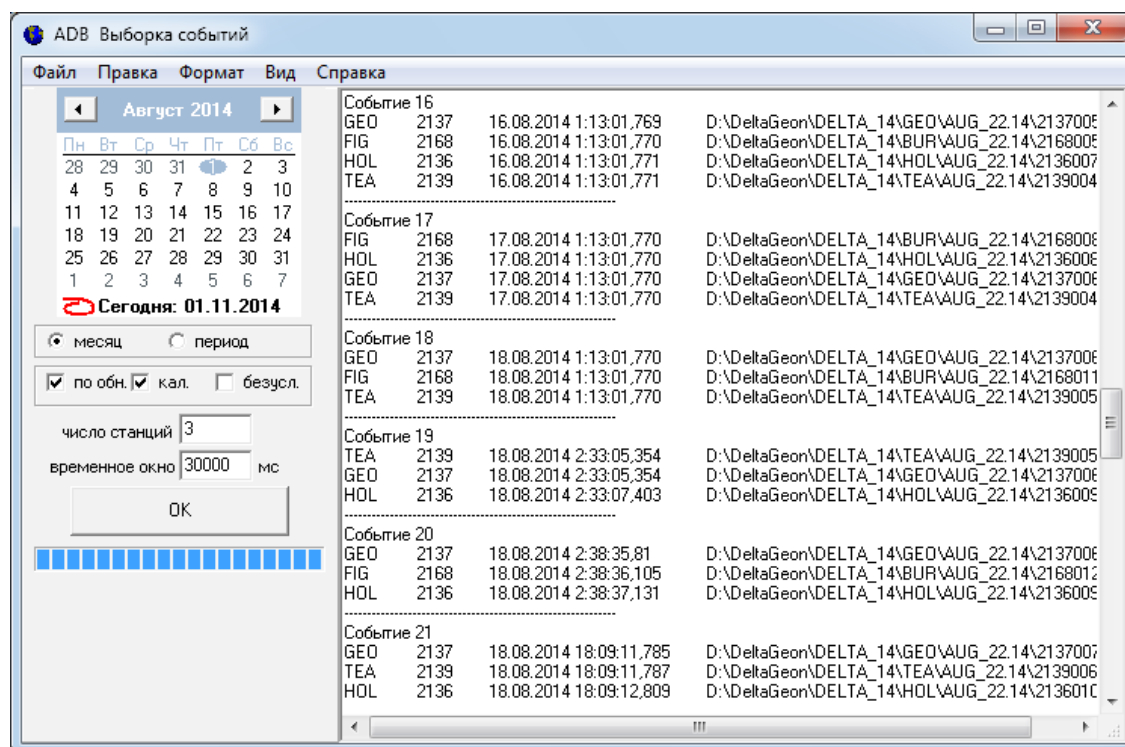 ADB Выборка событий
Файл Правка Формат Вид Справка
Август 2014
Пн Вт Ср Чт Пт Сб Вс
28 29 30 31 1 2 3
4 5 6 7 8 9 10
11 12 13 14 15 16 17
18 19 20 21 22 23 24
25 26 27 28 29 30 31
1 2 3 4 5 6 7
Сегодня: 01.11.2014
месяц период
по обн. кал. безусл.
число станций 3
временное окно 30000 мс
OK
Событие 16
GEO 2137 16.08.2014 1:13:01,769 D:\DeltaGeon\DELTA_14\GEO\AUG_22.14\2137005
FIG 2168 16.08.2014 1:13:01,770 D:\DeltaGeon\DELTA_14\BUR\AUG_22.14\2168005
HOL 2136 16.08.2014 1:13:01,771 D:\DeltaGeon\DELTA_14\HOL\AUG_22.14\2136007
TEA 2139 16.08.2014 1:13:01,771 D:\DeltaGeon\DELTA_14\TEA\AUG_22.14\2139004
Событие 17
FIG 2168 17.08.2014 1:13:01,770 D:\DeltaGeon\DELTA_14\BUR\AUG_22.14\2168008
HOL 2136 17.08.2014 1:13:01,770 D:\DeltaGeon\DELTA_14\HOL\AUG_22.14\2136008
GEO 2137 17.08.2014 1:13:01,770 D:\DeltaGeon\DELTA_14\GEO\AUG_22.14\2137006
TEA 2139 17.08.2014 1:13:01,770 D:\DeltaGeon\DELTA_14\TEA\AUG_22.14\2139004
Событие 18
GEO 2137 18.08.2014 1:13:01,770 D:\DeltaGeon\DELTA_14\GEO\AUG_22.14\2137006
FIG 2168 18.08.2014 1:13:01,770 D:\DeltaGeon\DELTA_14\BUR\AUG_22.14\2168011
TEA 2139 18.08.2014 1:13:01,770 D:\DeltaGeon\DELTA_14\TEA\AUG_22.14\2139005
Событие 19
TEA 2139 18.08.2014 2:33:05,354 D:\DeltaGeon\DELTA_14\TEA\AUG_22.14\2139005
GEO 2137 18.08.2014 2:33:05,354 D:\DeltaGeon\DELTA_14\GEO\AUG_22.14\2137006
HOL 2136 18.08.2014 2:33:07,403 D:\DeltaGeon\DELTA_14\HOL\AUG_22.14\2136009
Событие 20
GEO 2137 18.08.2014 2:38:35,81 D:\DeltaGeon\DELTA_14\GEO\AUG_22.14\2137006
FIG 2168 18.08.2014 2:38:36,105 D:\DeltaGeon\DELTA_14\BUR\AUG_22.14\2168012
HOL 2136 18.08.2014 2:38:37,131 D:\DeltaGeon\DELTA_14\HOL\AUG_22.14\2136009
Событие 21
GEO 2137 18.08.2014 18:09:11,785 D:\DeltaGeon\DELTA_14\GEO\AUG_22.14\2137007
TEA 2139 18.08.2014 18:09:11,787 D:\DeltaGeon\DELTA_14\TEA\AUG_22.14\2139006
HOL 2136 18.08.2014 18:09:12,809 D:\DeltaGeon\DELTA_14\HOL\AUG_22.14\2136010